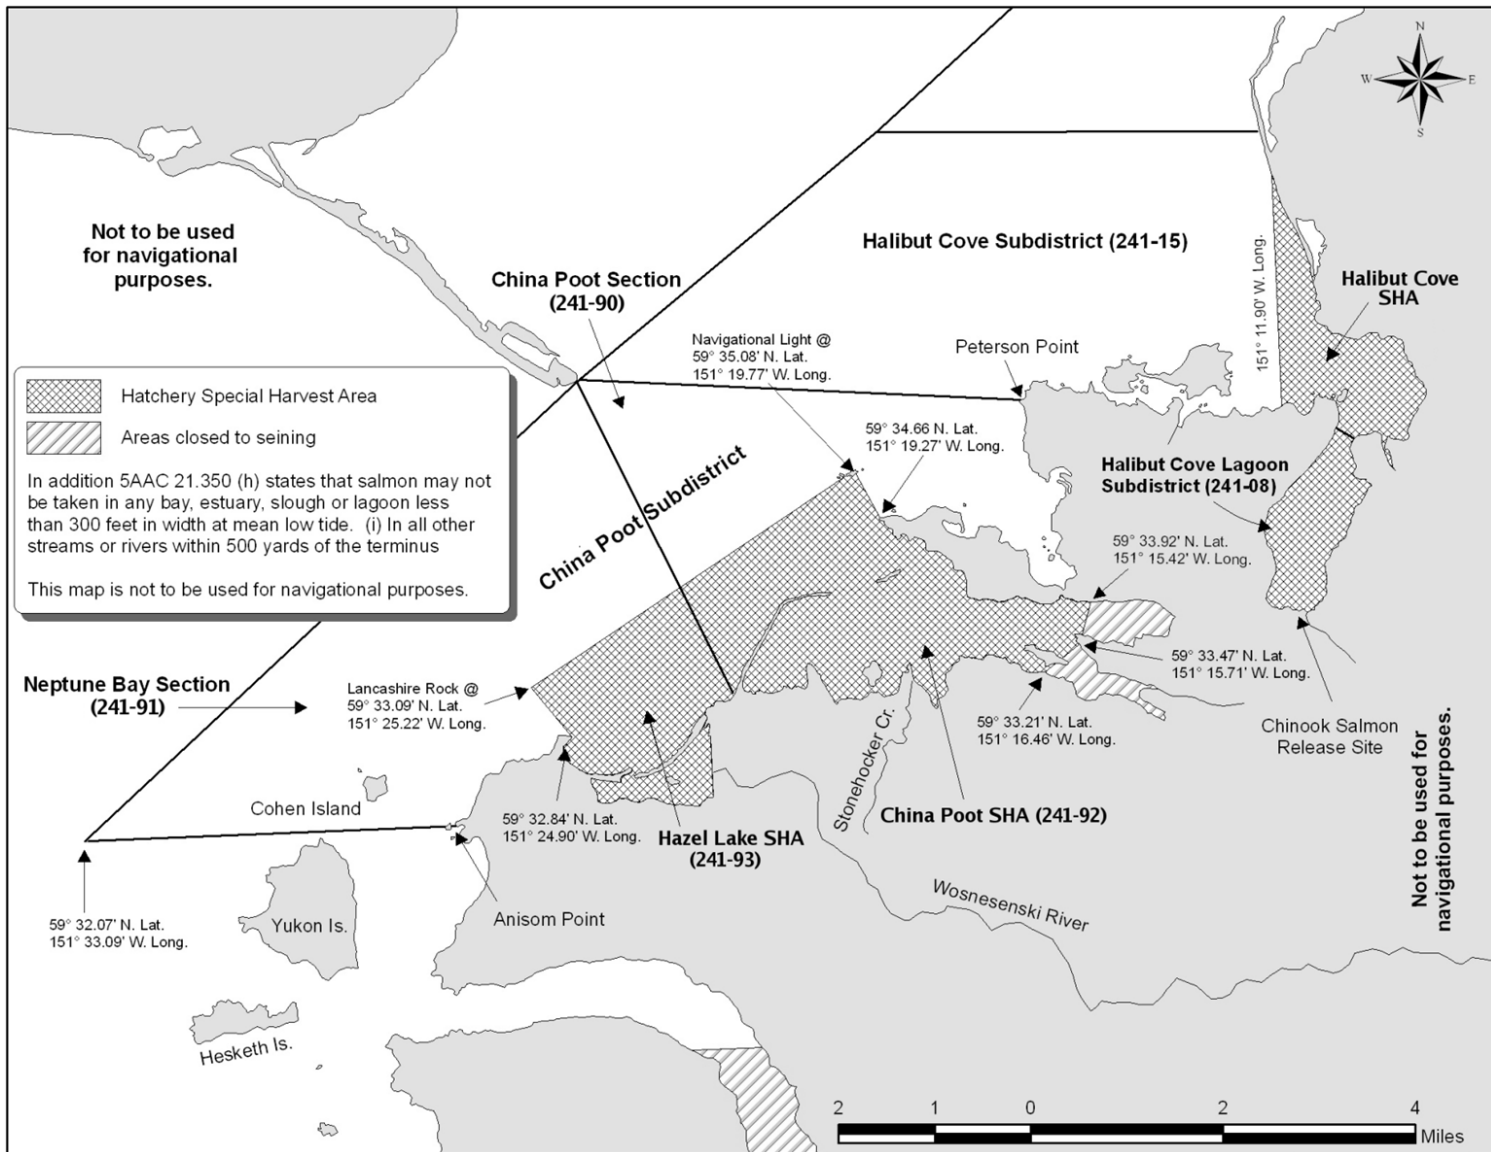 N
W
E
S
Not to be used
for navigational
purposes.
Halibut Cove Subdistrict (241-15)
China Poot Section
(241-90)
151° 11.90' W. Long.
Halibut Cove
SHA
Navigational Light @
59° 35.08' N. Lat.
151° 19.77' W. Long.
Peterson Point
Hatchery Special Harvest Area
Areas closed to seining
In addition 5AAC 21.350 (h) states that salmon may not
be taken in any bay, estuary, slough or lagoon less
than 300 feet in width at mean low tide. (i) In all other
streams or rivers within 500 yards of the terminus
This map is not to be used for navigational purposes.
59° 34.66 N. Lat.
151° 19.27' W. Long.
China Poot Subdistrict
Halibut Cove Lagoon
Subdistrict (241-08)
59° 33.92' N. Lat.
151° 15.42' W. Long.
59° 33.47' N. Lat.
151° 15.71' W. Long.
Neptune Bay Section
(241-91)
Lancashire Rock @
59° 33.09' N. Lat.
151° 25.22' W. Long.
59° 33.21' N. Lat.
151° 16.46' W. Long.
Chinook Salmon
Release Site
Stonehocker Cr.
Not to be used for
navigational purposes.
Cohen Island
59° 32.84' N. Lat.
151° 24.90' W. Long.
Hazel Lake SHA
(241-93)
China Poot SHA (241-92)
Wosnesenski River
59° 32.07' N. Lat.
151° 33.09' W. Long.
Yukon Is.
Anisom Point
Hesketh Is.
2 1 0 2 4
Miles